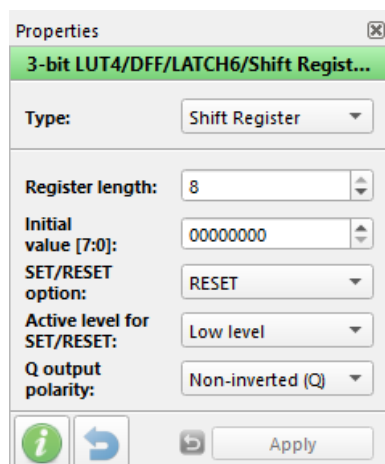 Properties
3-bit LUT4/DFF/LATCH6/Shift Regist...
Type: Shift Register
Register length: 8
Initial
value [7:0]: 00000000
SET/RESET
option: RESET
Active level for
SET/RESET: Low level
Q output
polarity: Non-inverted (Q)
i
Apply